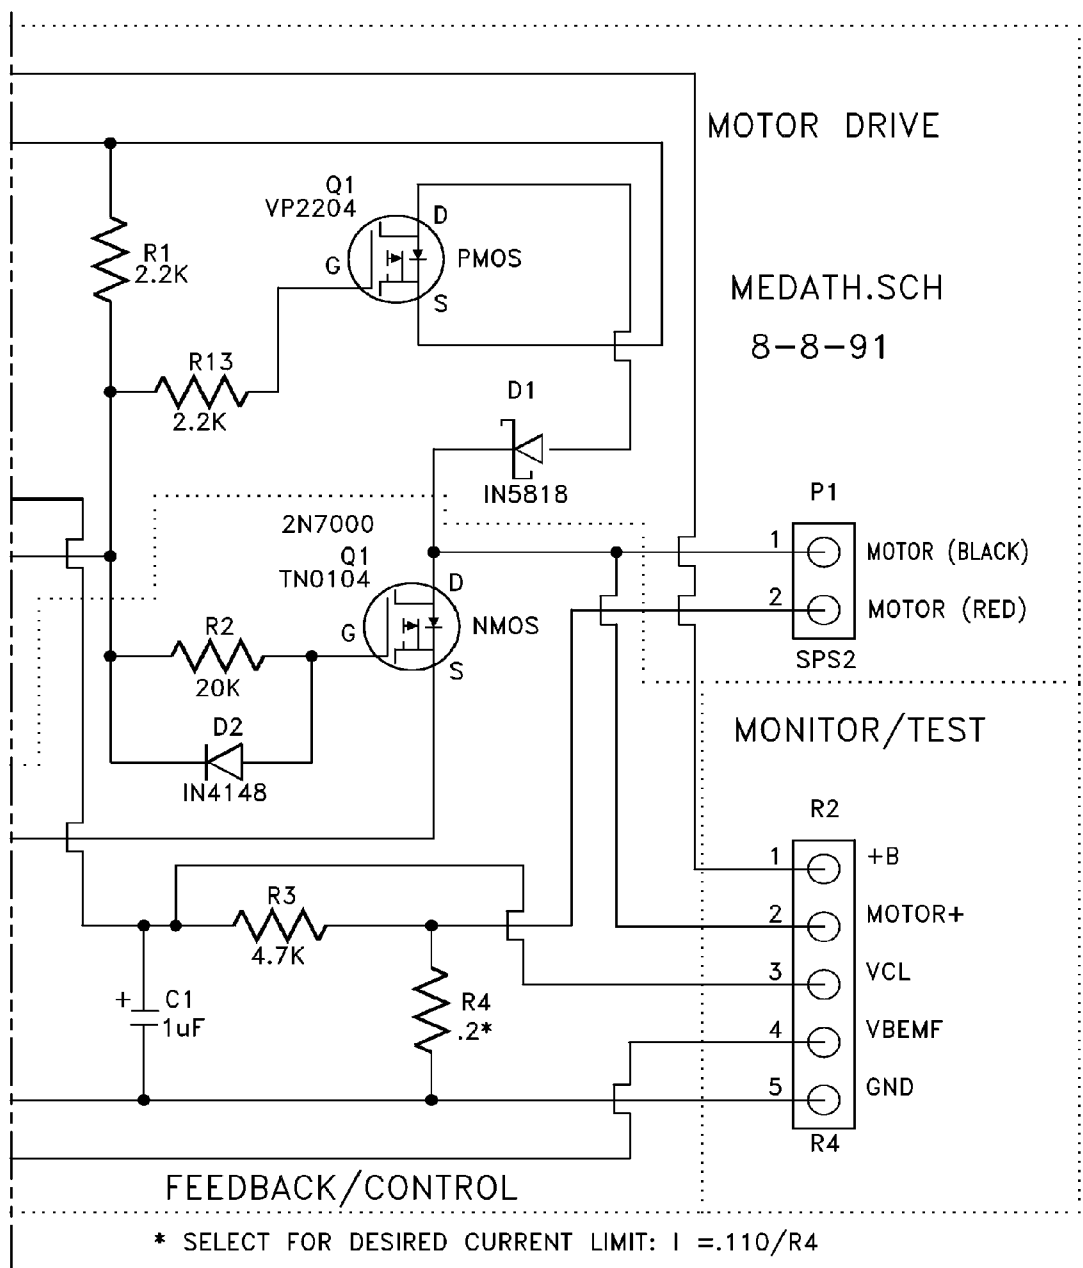 MOTOR DRIVE
Q1
VP2204
D
G
PMOS
S
R1
2.2K
MEDATH.SCH
8-8-91
R13
2.2K
D1
IN5818
P1
2N7000
Q1
TN0104
D
G
NMOS
S
1
MOTOR (BLACK)
2
MOTOR (RED)
SPS2
R2
20K
D2
IN4148
MONITOR/TEST
R2
1
+B
2
MOTOR+
3
VCL
4
VBEMF
5
GND
R4
R3
4.7K
+
C1
1uF
R4
.2*
FEEDBACK/CONTROL
* SELECT FOR DESIRED CURRENT LIMIT: I =.110/R4